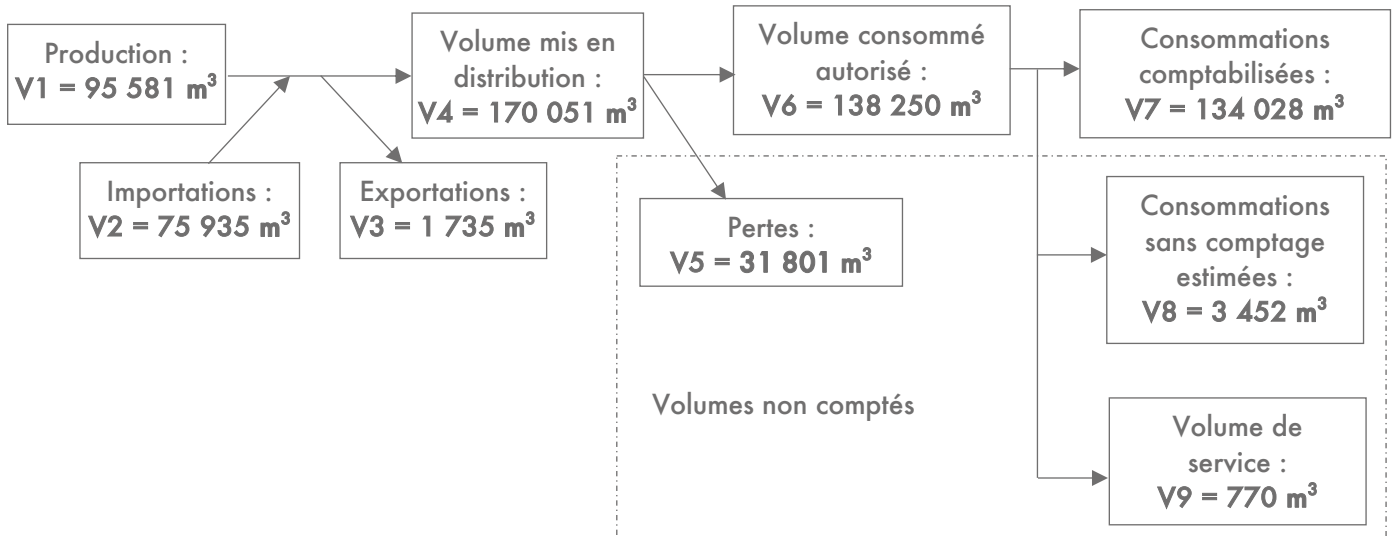 Production :
V1 = 95 581 m³
Importations :
V2 = 75 935 m³
Exportations :
V3 = 1 735 m³
Volume mis en
distribution :
V4 = 170 051 m³
Pertes :
V5 = 31 801 m³
Volume consommé
autorisé :
V6 = 138 250 m³
Consommations
comptabilisées :
V7 = 134 028 m³
Consommations
sans comptage
estimées :
V8 = 3 452 m³
Volumes non comptés
Volume de
service :
V9 = 770 m³